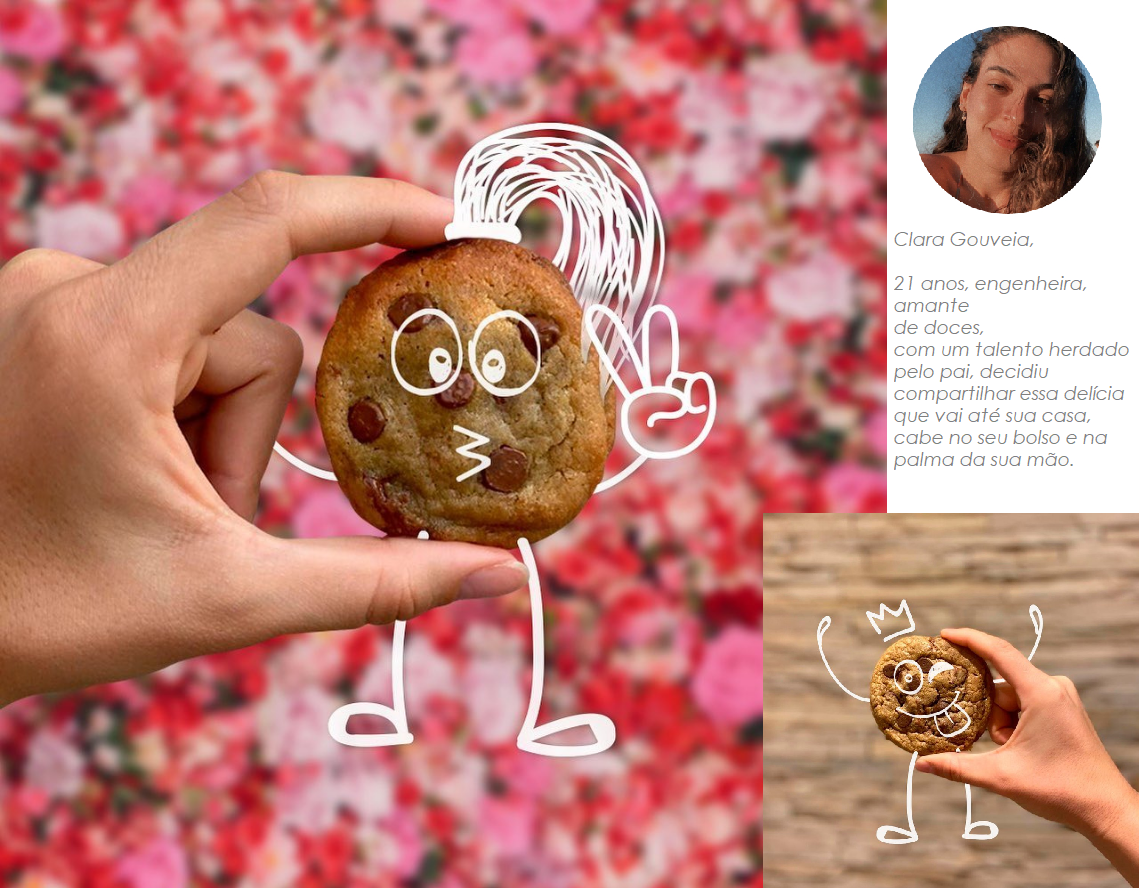 Clara Gouveia,
21 anos, engenheira,
amante
de doces,
com um talento herdado
pelo pai, decidiu
compartilhar essa delícia
que vai até sua casa,
cabe no seu bolso e na
palma da sua mão.